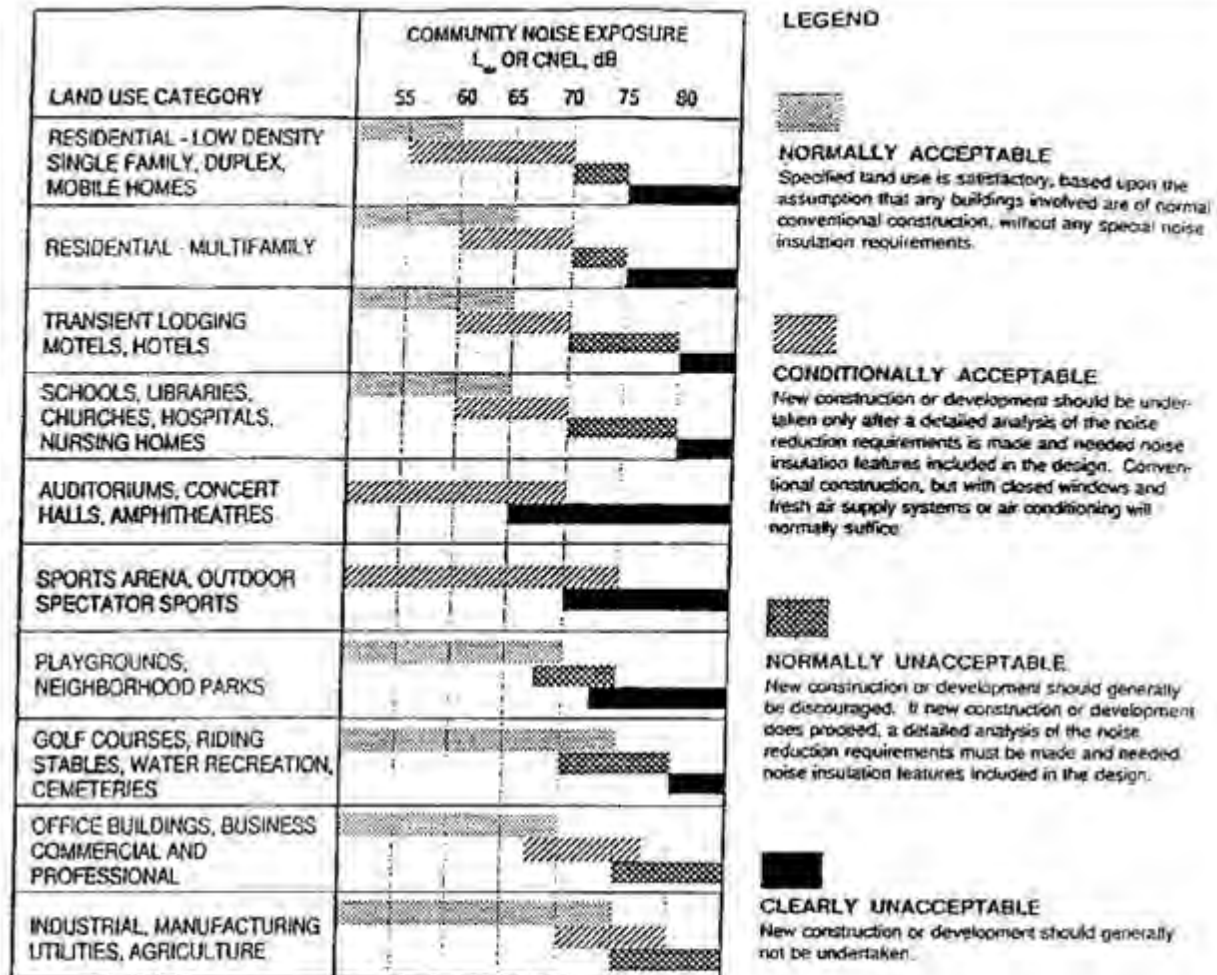 COMMUNITY NOISE EXPOSURE
L OR CNEL, dB
LAND USE CATEGORY
55 60 65 70 75 80
RESIDENTIAL - LOW DENSITY
SINGLE FAMILY, DUPLEX,
MOBILE HOMES
RESIDENTIAL - MULTIFAMILY
TRANSIENT LODGING
MOTELS, HOTELS
SCHOOLS, LIBRARIES,
CHURCHES, HOSPITALS,
NURSING HOMES
AUDITORIUMS, CONCERT
HALLS, AMPHITHEATRES
SPORTS ARENA, OUTDOOR
SPECTATOR SPORTS
PLAYGROUNDS,
NEIGHBORHOOD PARKS
GOLF COURSES, RIDING
STABLES, WATER RECREATION,
CEMETERIES
OFFICE BUILDINGS, BUSINESS
COMMERCIAL AND
PROFESSIONAL
INDUSTRIAL, MANUFACTURING
UTILITIES, AGRICULTURE
LEGEND
NORMALLY ACCEPTABLE
Specified land use is satisfactory, based upon the
assumption that any buildings involved are of normal
conventional construction, without any special noise
insulation requirements.
CONDITIONALLY ACCEPTABLE
New construction or development should be under-
taken only after a detailed analysis of the noise
reduction requirements is made and needed noise
insulation features included in the design. Conven-
tional construction, but with closed windows and
fresh air supply systems or air conditioning will
normally suffice.
NORMALLY UNACCEPTABLE
New construction or development should generally
be discouraged. If new construction or development
does proceed, a detailed analysis of the noise
reduction requirements must be made and needed
noise insulation features included in the design.
CLEARLY UNACCEPTABLE
New construction or development should generally
not be undertaken.